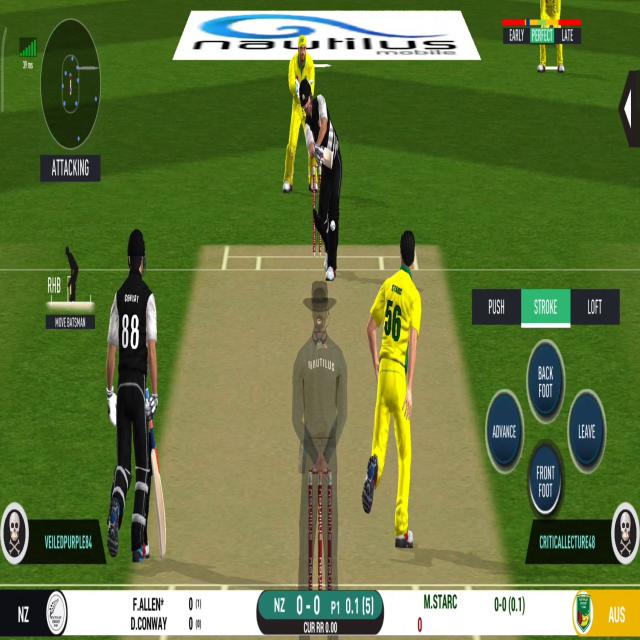 nautilus
mobile
EARLY PERFECT LATE
39 ms
ATTACKING
RHB
MOVE BATSMAN
CONWAY
88
STARC
56
NAUTILUS
PUSH STROKE LOFT
BACK FOOT
ADVANCE
LEAVE
FRONT FOOT
VEILEDPURPLE84
CRITICALLECTURE48
NZ
F.ALLEN* 0 (1)
D.CONWAY 0 (0)
NZ 0-0 P1 0.1 (5)
CUR RR 0.00
M.STARC 0-0 (0.1)
0
AUS